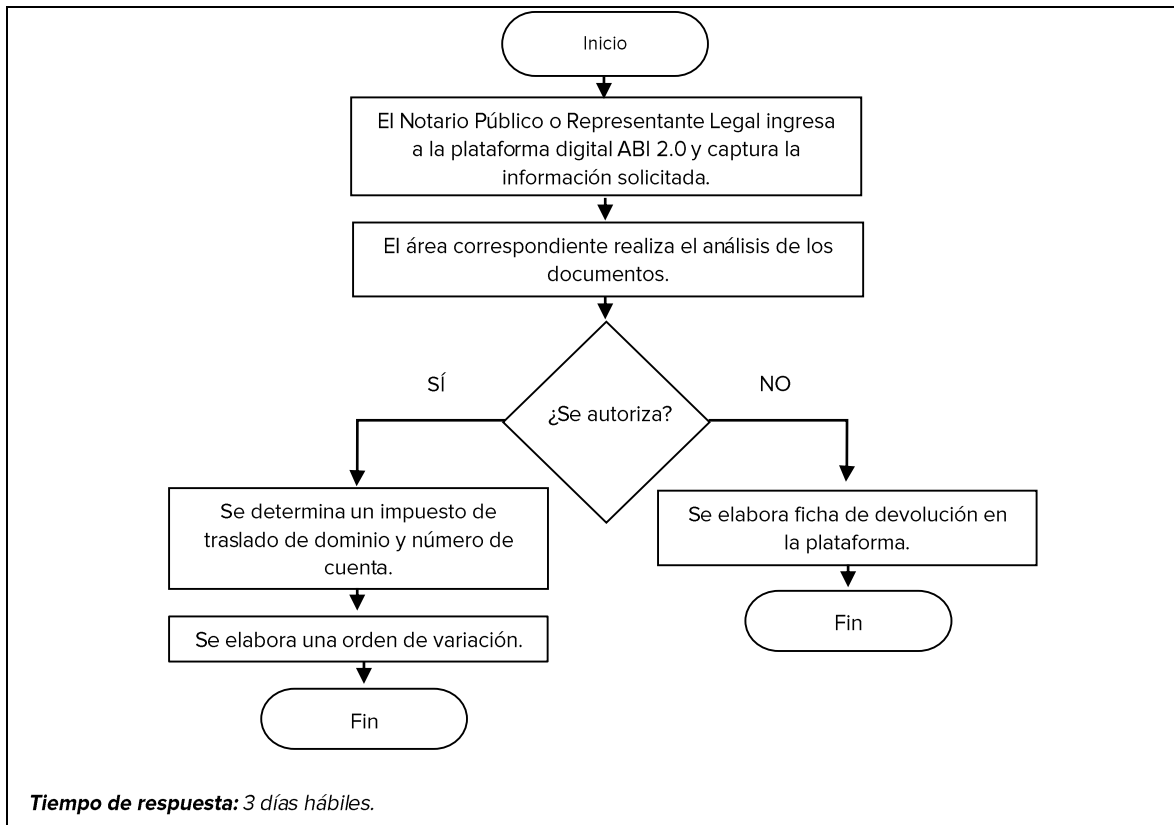 Inicio
El Notario Público o Representante Legal ingresa
a la plataforma digital ABI 2.0 y captura la
información solicitada.
El área correspondiente realiza el análisis de los
documentos.
¿Se autoriza?
SÍ
NO
Se determina un impuesto de
traslado de dominio y número de
cuenta.
Se elabora una orden de variación.
Fin
Se elabora ficha de devolución en
la plataforma.
Fin
Tiempo de respuesta: 3 días hábiles.